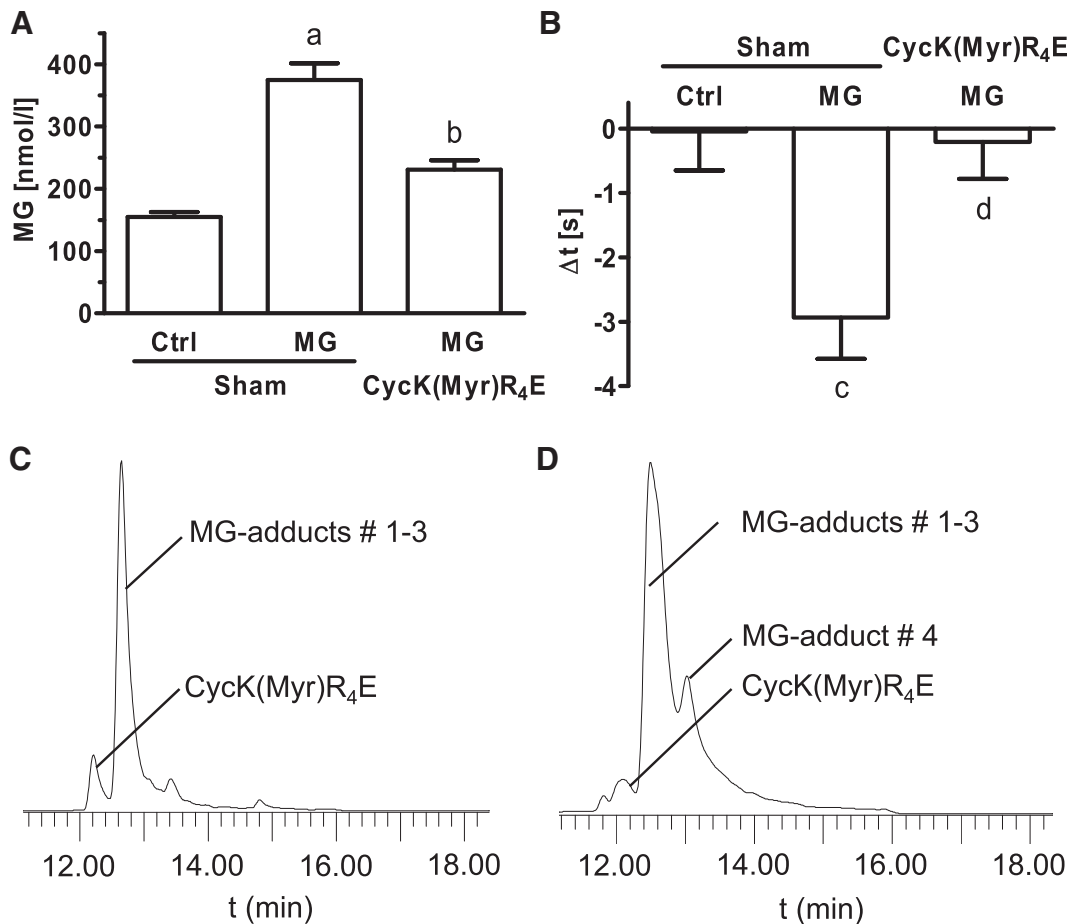 A
MG [nmol/l]
400
300
200
100
0
a
b
Ctrl
MG
MG
Sham
CycK(Myr)R₄E
B
Sham
CycK(Myr)R₄E
Ctrl
MG
MG
Δt [s]
0
-1
-2
-3
-4
c
d
C
MG-adducts # 1-3
CycK(Myr)R₄E
12.00 14.00 16.00 18.00
t (min)
D
MG-adducts # 1-3
MG-adduct # 4
CycK(Myr)R₄E
12.00 14.00 16.00 18.00
t (min)